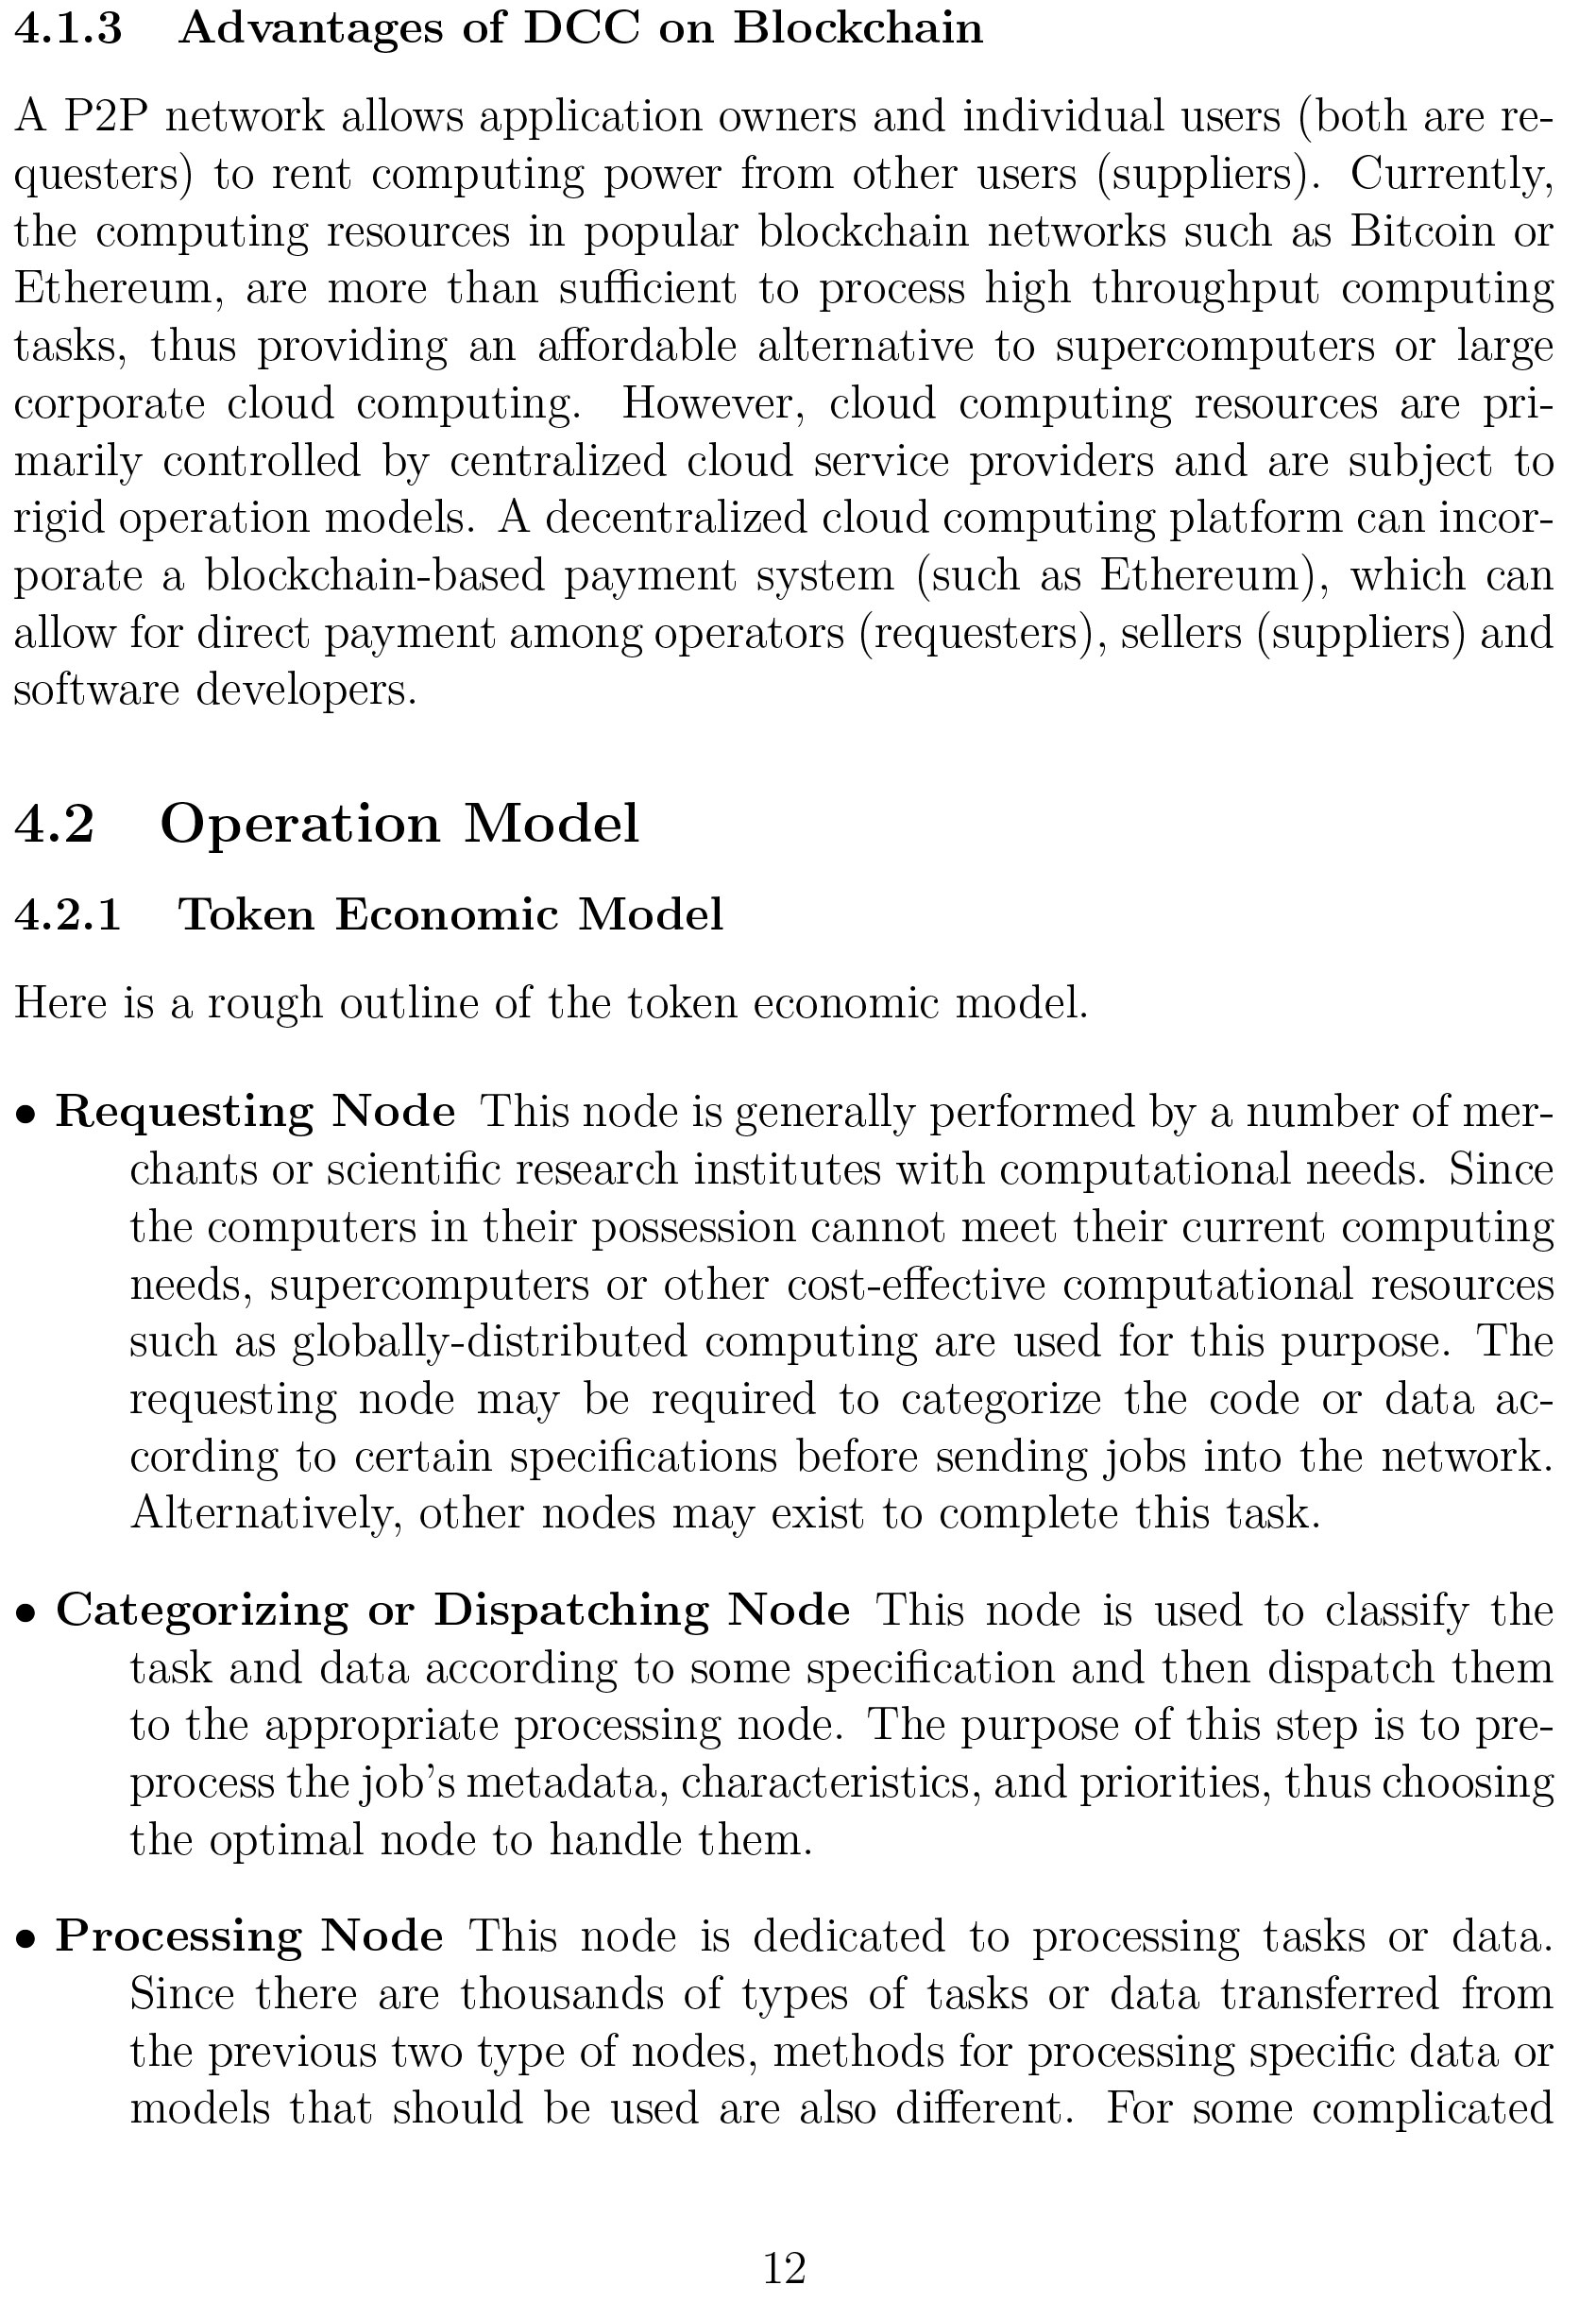 4.1.3 Advantages of DCC on Blockchain
A P2P network allows application owners and individual users (both are re-
questers) to rent computing power from other users (suppliers). Currently,
the computing resources in popular blockchain networks such as Bitcoin or
Ethereum, are more than sufficient to process high throughput computing
tasks, thus providing an affordable alternative to supercomputers or large
corporate cloud computing. However, cloud computing resources are pri-
marily controlled by centralized cloud service providers and are subject to
rigid operation models. A decentralized cloud computing platform can incor-
porate a blockchain-based payment system (such as Ethereum), which can
allow for direct payment among operators (requesters), sellers (suppliers) and
software developers.
4.2 Operation Model
4.2.1 Token Economic Model
Here is a rough outline of the token economic model.
• Requesting Node This node is generally performed by a number of mer-
chants or scientific research institutes with computational needs. Since
the computers in their possession cannot meet their current computing
needs, supercomputers or other cost-effective computational resources
such as globally-distributed computing are used for this purpose. The
requesting node may be required to categorize the code or data ac-
cording to certain specifications before sending jobs into the network.
Alternatively, other nodes may exist to complete this task.
• Categorizing or Dispatching Node This node is used to classify the
task and data according to some specification and then dispatch them
to the appropriate processing node. The purpose of this step is to pre-
process the job's metadata, characteristics, and priorities, thus choosing
the optimal node to handle them.
• Processing Node This node is dedicated to processing tasks or data.
Since there are thousands of types of tasks or data transferred from
the previous two type of nodes, methods for processing specific data or
models that should be used are also different. For some complicated
12